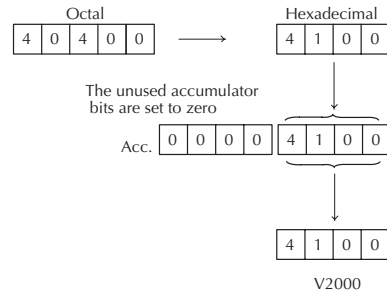 Octal
Hexadecimal
4 0 4 0 0
4 1 0 0
The unused accumulator
bits are set to zero
Acc.
0 0 0 0 4 1 0 0
4 1 0 0
V2000